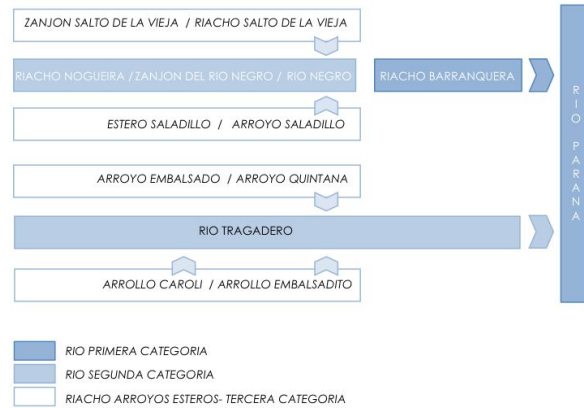 ZANJON SALTO DE LA VIEJA / RIACHO SALTO DE LA VIEJA
RIACHO NOGUEIRA / ZANJON DEL RIO NEGRO / RIO NEGRO
RIACHO BARRANQUERA
RIO PARANA
ESTERO SALADILLO / ARROYO SALADILLO
ARROYO EMBALSADO / ARROYO QUINTANA
RIO TRAGADERO
ARROLLO CAROLI / ARROLLO EMBALSADITO
RIO PRIMERA CATEGORIA
RIO SEGUNDA CATEGORIA
RIACHO ARROYOS ESTEROS- TERCERA CATEGORIA